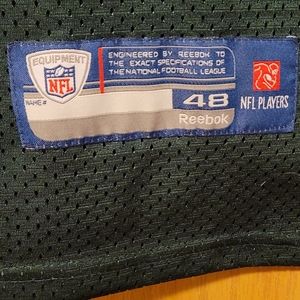 EQUIPMENT
NFL
NAME#
ENGINEERED BY REEBOK TO
THE EXACT SPECIFICATIONS OF
THE NATIONAL FOOTBALL LEAGUE
48
Reebok
NFL PLAYERS